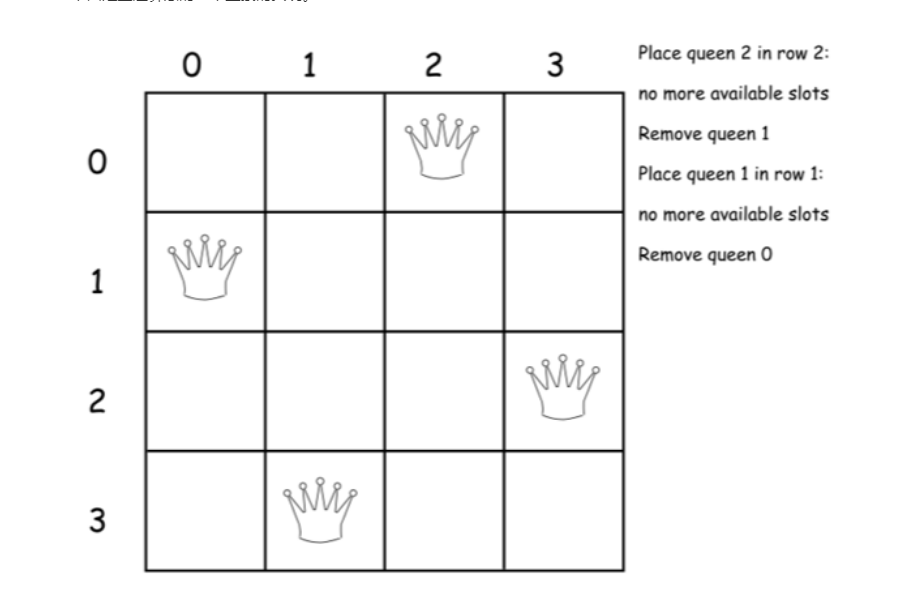 0 1 2 3
Place queen 2 in row 2:
no more available slots
Remove queen 1
Place queen 1 in row 1:
no more available slots
Remove queen 0
0
1
2
3